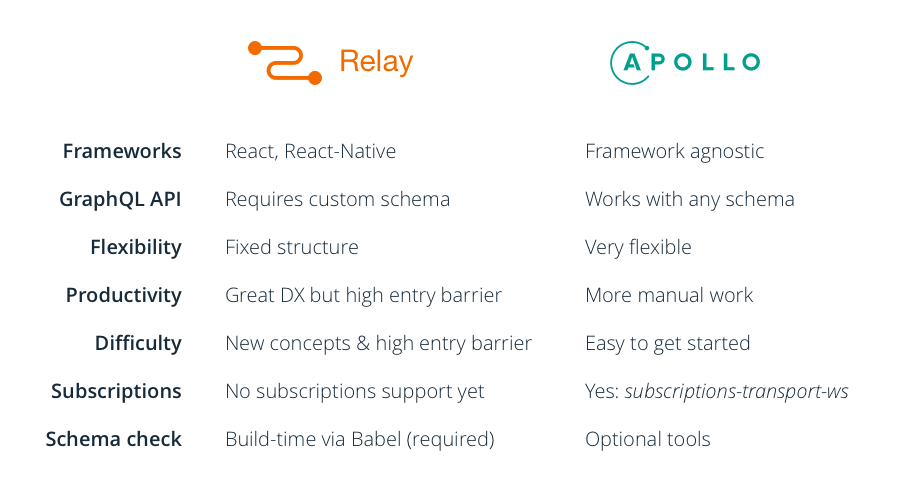 Relay APOLLO
Frameworks React, React-Native Framework agnostic
GraphQL API Requires custom schema Works with any schema
Flexibility Fixed structure Very flexible
Productivity Great DX but high entry barrier More manual work
Difficulty New concepts & high entry barrier Easy to get started
Subscriptions No subscriptions support yet Yes: subscriptions-transport-ws
Schema check Build-time via Babel (required) Optional tools